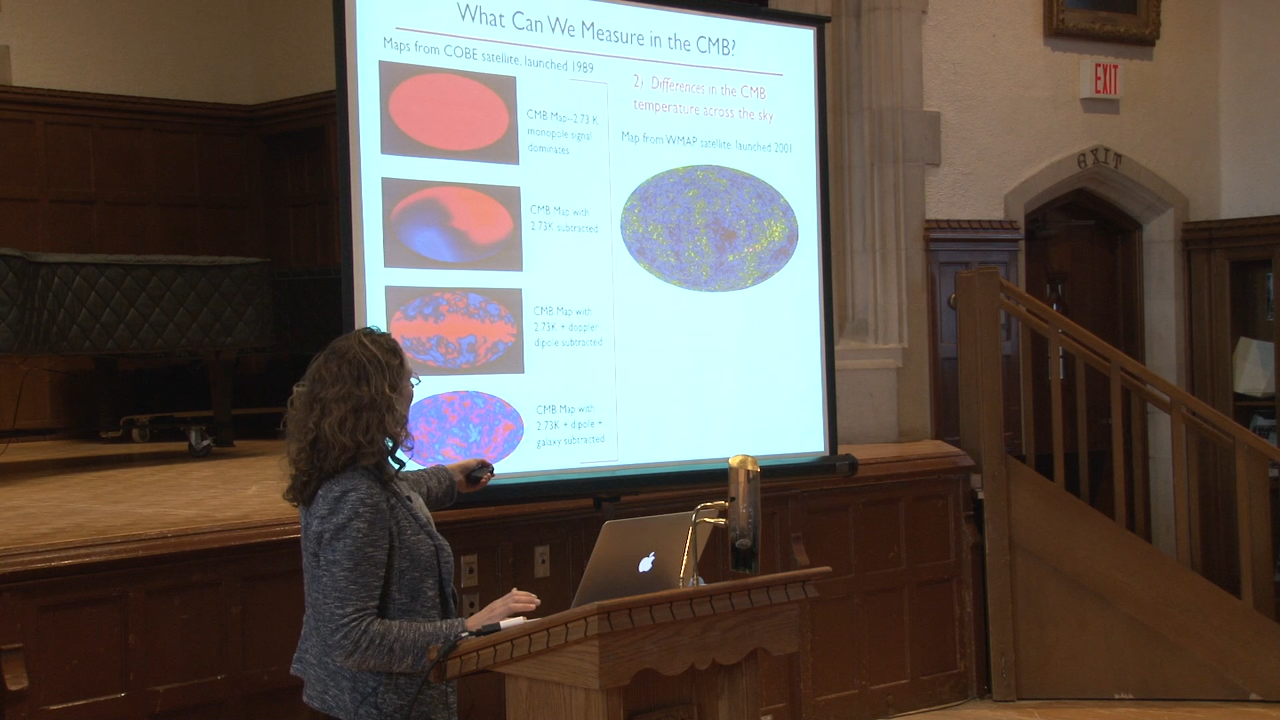 What Can We Measure in the CMB?
Maps from COBE satellite, launched 1989
CMB Map--2.73 K
monopole signal
dominates
CMB Map with
2.73K subtracted
CMB Map with
2.73K + doppler
dipole subtracted
CMB Map with
2.73K + dipole +
galaxy subtracted
2) Differences in the CMB
temperature across the sky
Map from WMAP satellite, launched 2001
EXIT
EXIT